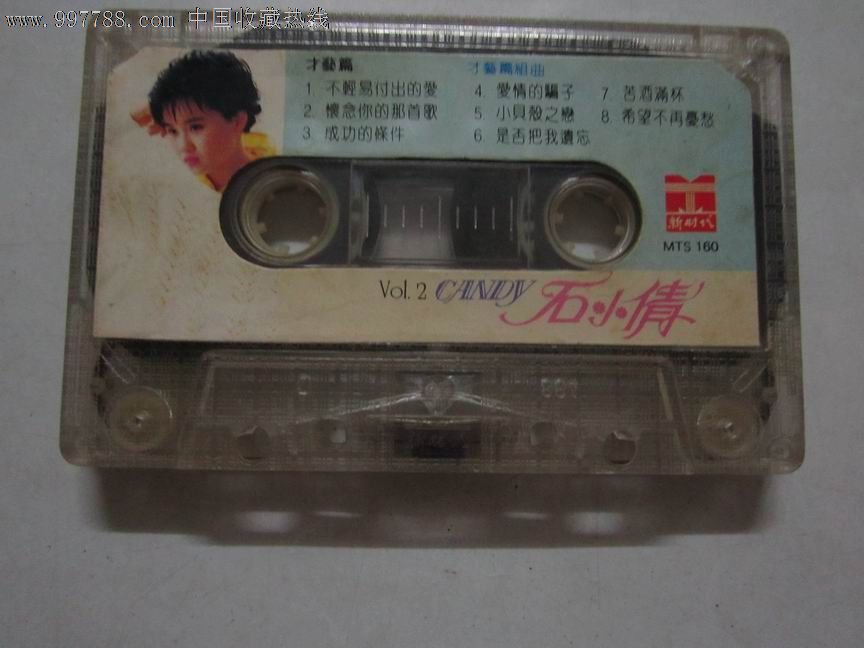 www.997788.com 中国收藏热线
才藝篇
1. 不輕易付出的愛
2. 懷念你的那首歌
3. 成功的條件
才藝篇組曲
4. 愛情的騙子
5. 小貝殼之戀
6. 是否把我遺忘
7. 苦酒滿杯
8. 希望不再憂愁
新时代
MTS 160
Vol. 2 CANDY 石小倩